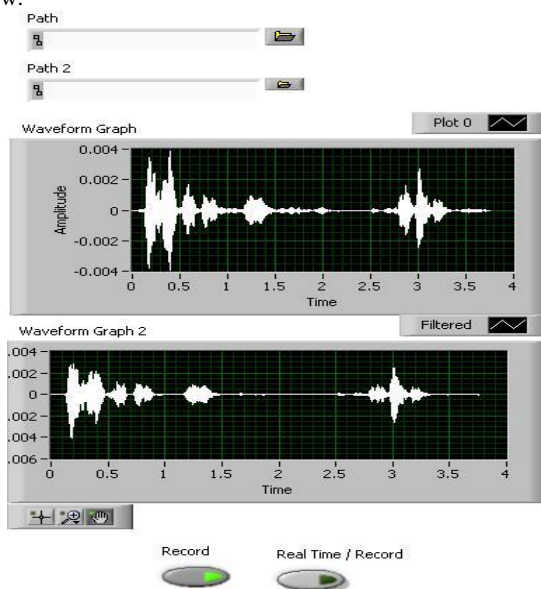 w.
Path
Path 2
Waveform Graph
Plot 0
0.004
0.002
0
-0.002
-0.004
Amplitude
0 0.5 1 1.5 2 2.5 3 3.5 4
Time
Waveform Graph 2
Filtered
.004
.002
0
.002
.004
.006
0 0.5 1 1.5 2 2.5 3 3.5 4
Time
Record
Real Time / Record